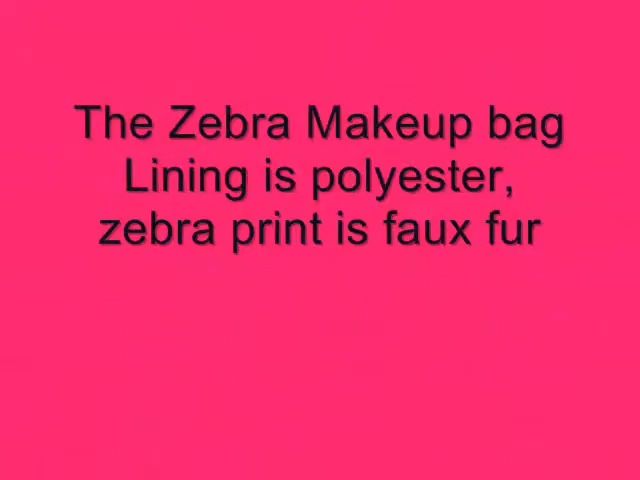 The Zebra Makeup bag
Lining is polyester,
zebra print is faux fur